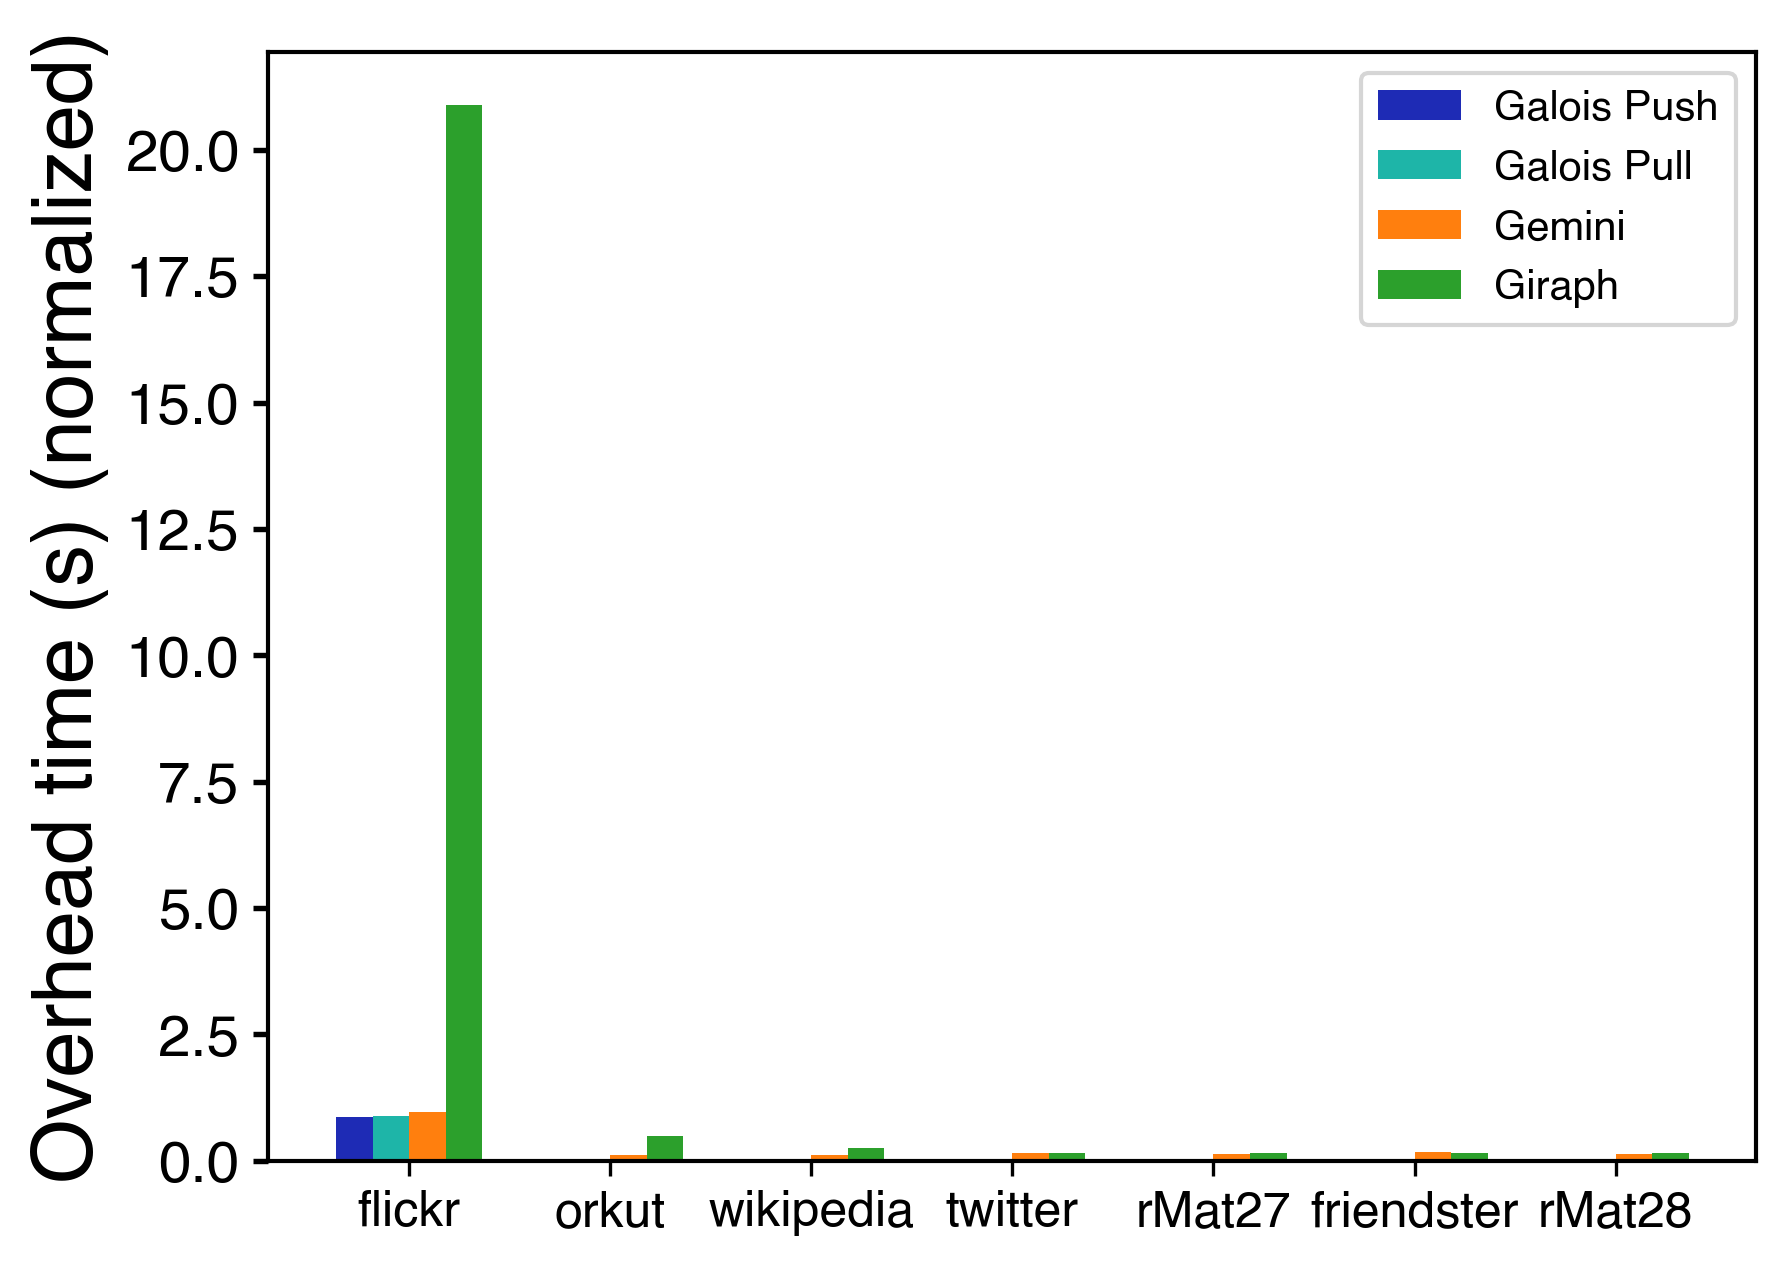 Overhead time (s) (normalized)
20.0
17.5
15.0
12.5
10.0
7.5
5.0
2.5
0.0
Galois Push
Galois Pull
Gemini
Giraph
flickr orkut wikipedia twitter rMat27 friendster rMat28